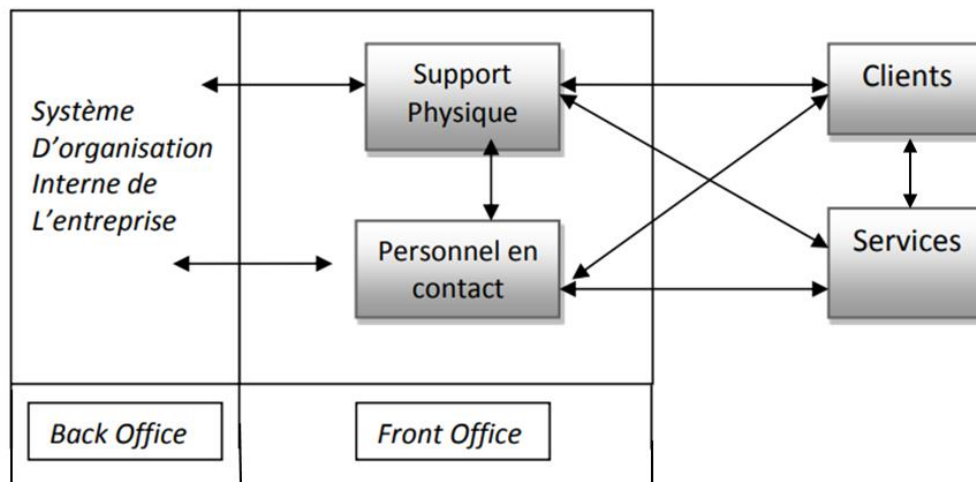 Système
D'organisation
Interne de
L'entreprise
Support
Physique
Personnel en
contact
Clients
Services
Back Office
Front Office